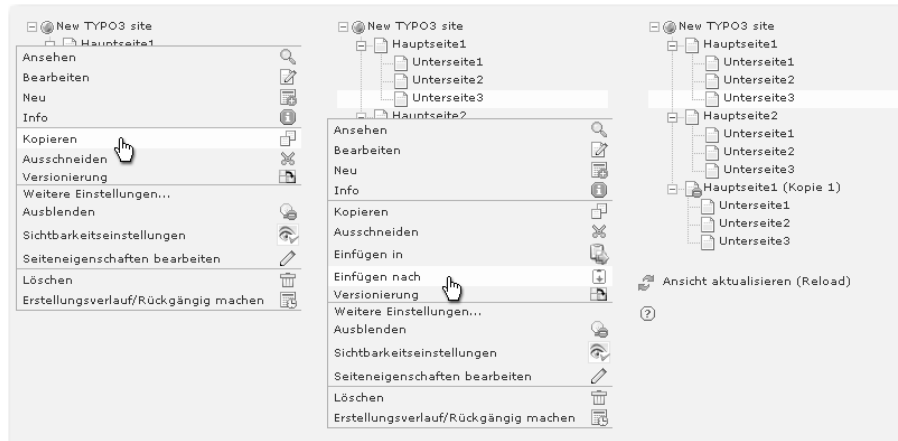 New TYPO3 site
Hauptseite1
Ansehen
Bearbeiten
Neu
Info
Kopieren
Ausschneiden
Versionierung
Weitere Einstellungen...
Ausblenden
Sichtbarkeitseinstellungen
Seiteneigenschaften bearbeiten
Löschen
Erstellungsverlauf/Rückgängig machen
New TYPO3 site
Hauptseite1
Unterseite1
Unterseite2
Unterseite3
Hauptseite2
Ansehen
Bearbeiten
Neu
Info
Kopieren
Ausschneiden
Einfügen in
Einfügen nach
Versionierung
Weitere Einstellungen...
Ausblenden
Sichtbarkeitseinstellungen
Seiteneigenschaften bearbeiten
Löschen
Erstellungsverlauf/Rückgängig machen
New TYPO3 site
Hauptseite1
Unterseite1
Unterseite2
Unterseite3
Hauptseite2
Unterseite1
Unterseite2
Unterseite3
Hauptseite1 (Kopie 1)
Unterseite1
Unterseite2
Unterseite3
Ansicht aktualisieren (Reload)
?